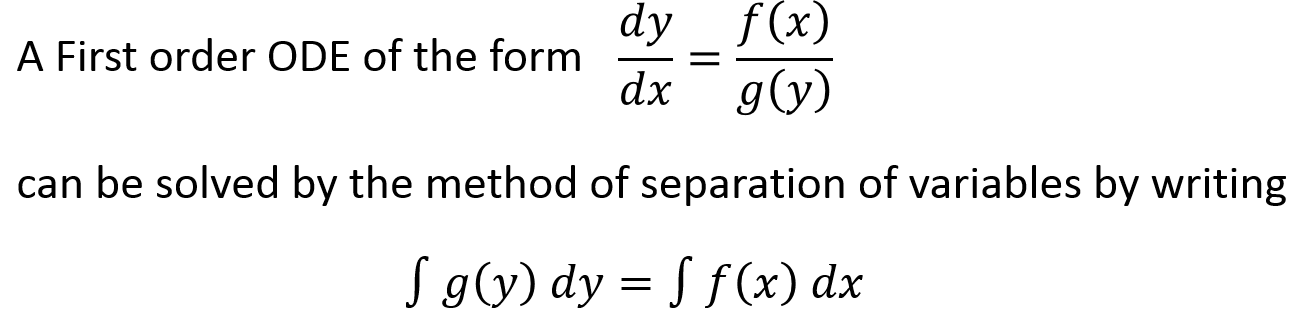 A First order ODE of the form dy/dx = f(x)/g(y)
can be solved by the method of separation of variables by writing
∫ g(y) dy = ∫ f(x) dx